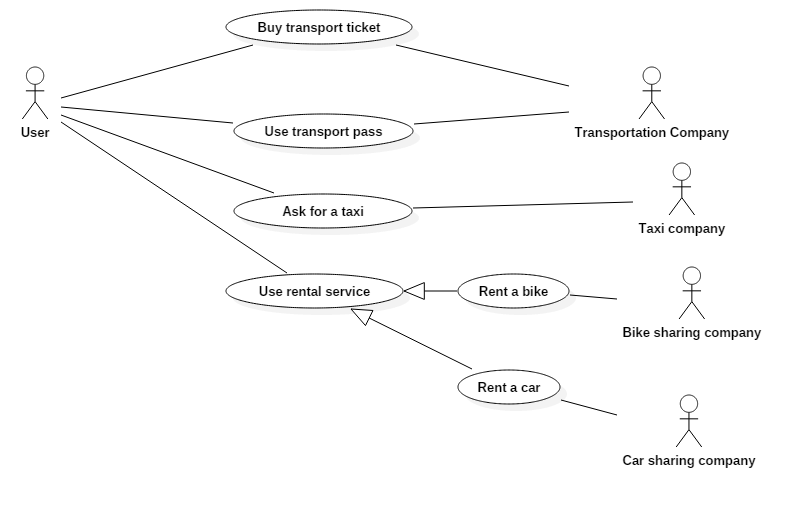 Buy transport ticket
User
Use transport pass
Transportation Company
Ask for a taxi
Taxi company
Use rental service
Rent a bike
Bike sharing company
Rent a car
Car sharing company